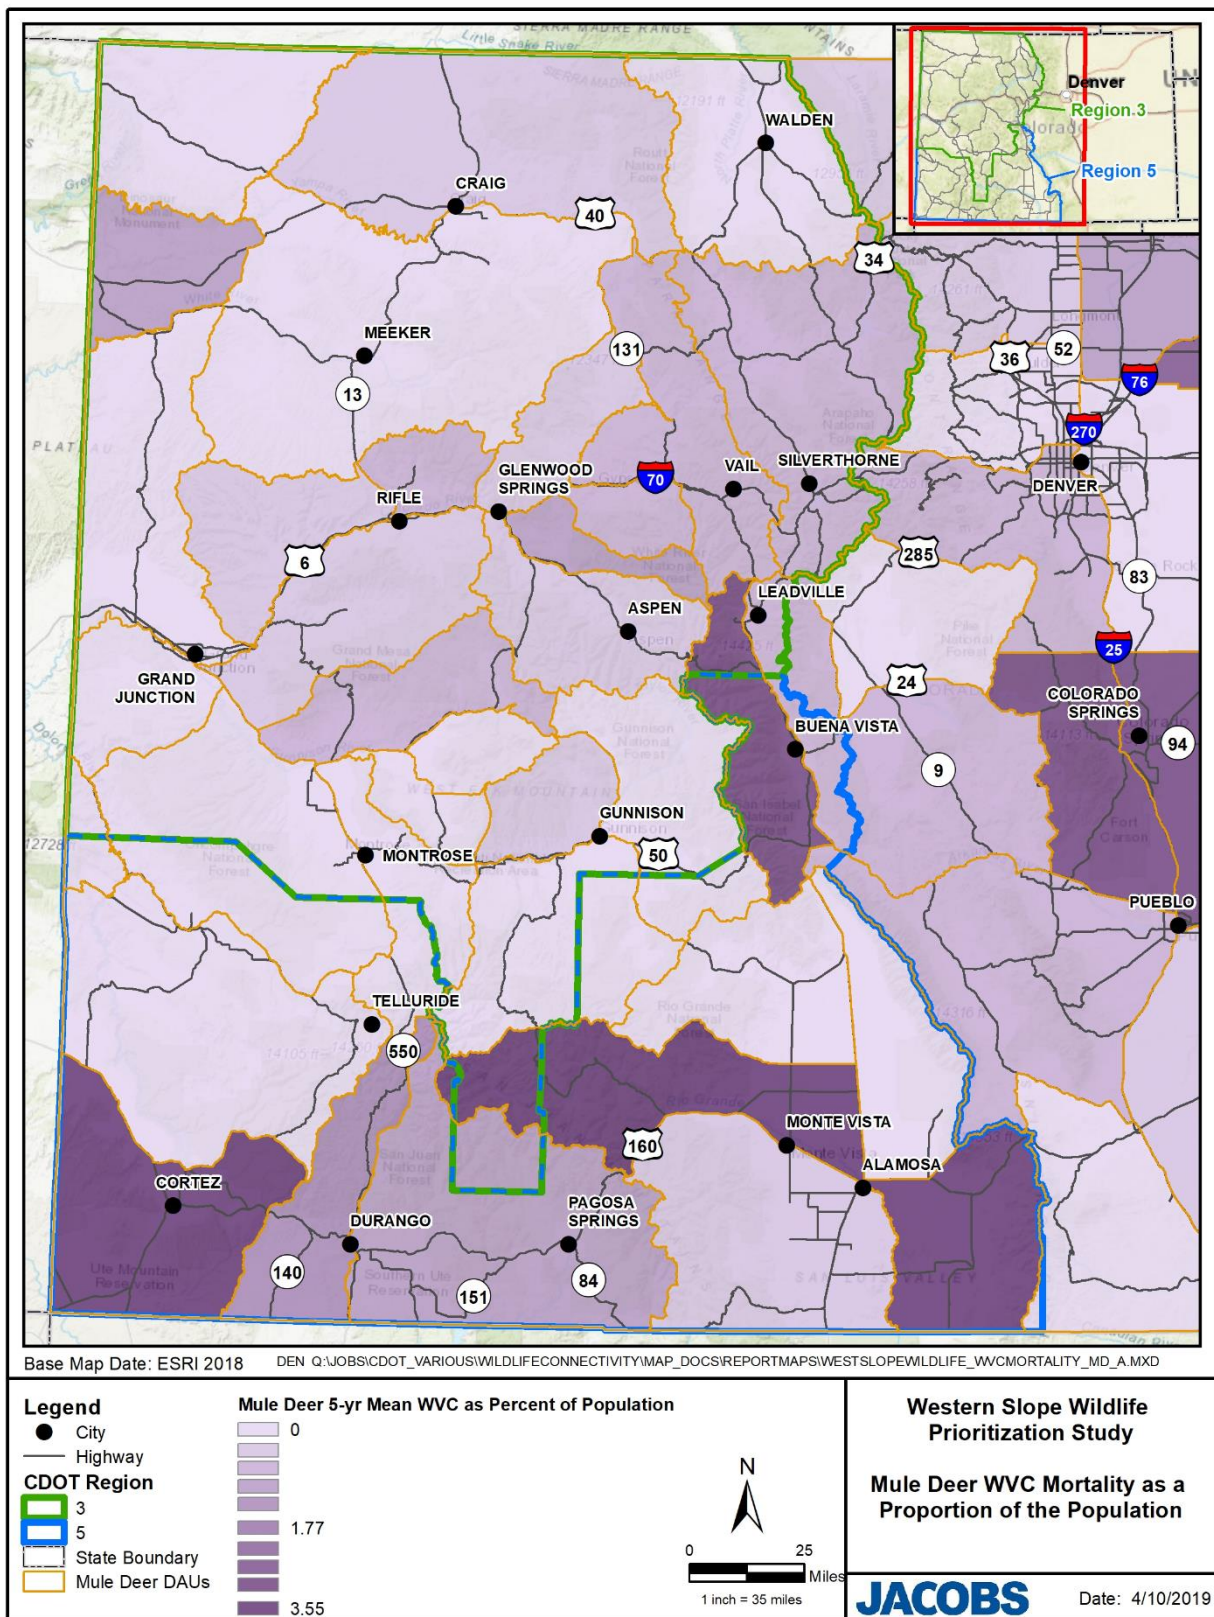 SIERRA MADRE RANGE
Little Snake River
Denver
Region 3
Colorado
Region 5
WALDEN
CRAIG
40
34
MEEKER
131
13
36
52
76
270
GLENWOOD
SPRINGS
VAIL
SILVERTHORNE
70
DENVER
RIFLE
6
285
83
LEADVILLE
ASPEN
25
GRAND
JUNCTION
24
COLORADO
SPRINGS
BUENA VISTA
94
9
GUNNISON
50
MONTROSE
PUEBLO
TELLURIDE
550
MONTE VISTA
160
ALAMOSA
CORTEZ
DURANGO
PAGOSA
SPRINGS
140
151
84
SAN LUIS VALLEY
Base Map Date: ESRI 2018
DEN Q:\JOBS\CDOT_VARIOUS\WILDLIFECONNECTIVITY\MAP_DOCS\REPORTMAPS\WESTSLOPEWILDLIFE_WVCMORTALITY_MD_A.MXD
Legend
City
Highway
CDOT Region
3
5
State Boundary
Mule Deer DAUs
Mule Deer 5-yr Mean WVC as Percent of Population
0
1.77
3.55
N
0 25
Miles
1 inch = 35 miles
Western Slope Wildlife
Prioritization Study
Mule Deer WVC Mortality as a
Proportion of the Population
JACOBS
Date: 4/10/2019